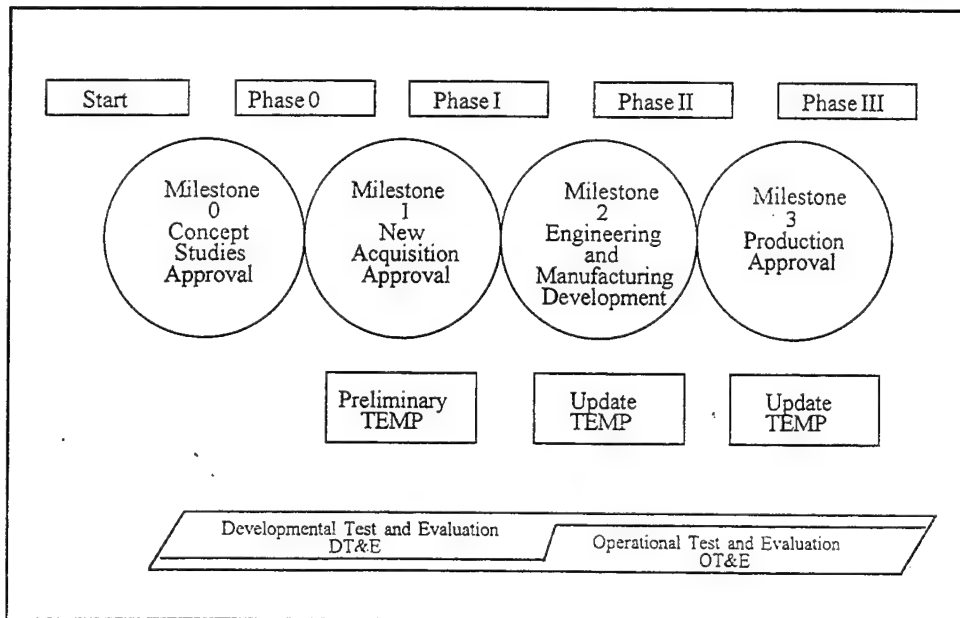 Start
Phase 0
Phase I
Phase II
Phase III
Milestone
0
Concept
Studies
Approval
Milestone
1
New
Acquisition
Approval
Milestone
2
Engineering
and
Manufacturing
Development
Milestone
3
Production
Approval
Preliminary
TEMP
Update
TEMP
Update
TEMP
Developmental Test and Evaluation
DT&E
Operational Test and Evaluation
OT&E